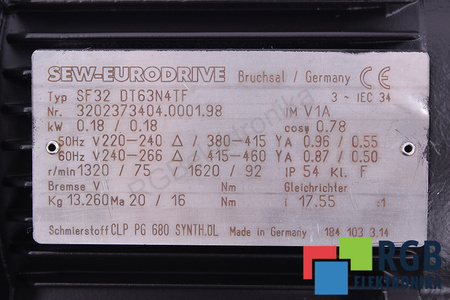 SEW-EURODRIVE Bruchsal / Germany CE
Typ SF32 DT63N4TF 3 ~ IEC 34
Nr. 3202373404.0001.98 IM V1A
kW 0.18 / 0.18 cosφ 0.78
50Hz V 220-240 Δ / 380-415 YA 0.96 / 0.55
60Hz V 240-266 Δ / 415-460 YA 0.87 / 0.50
r/min 1320 / 75 / 1620 / 92 IP 54 Kl. F
Bremse V Nm Gleichrichter
Kg 13.260 Ma 20 / 16 Nm i 17.55 :1
Schmierstoff CLP PG 680 SYNTH.ÖL Made in Germany 184 103 3.14
RGB
ELEKTRONIKA